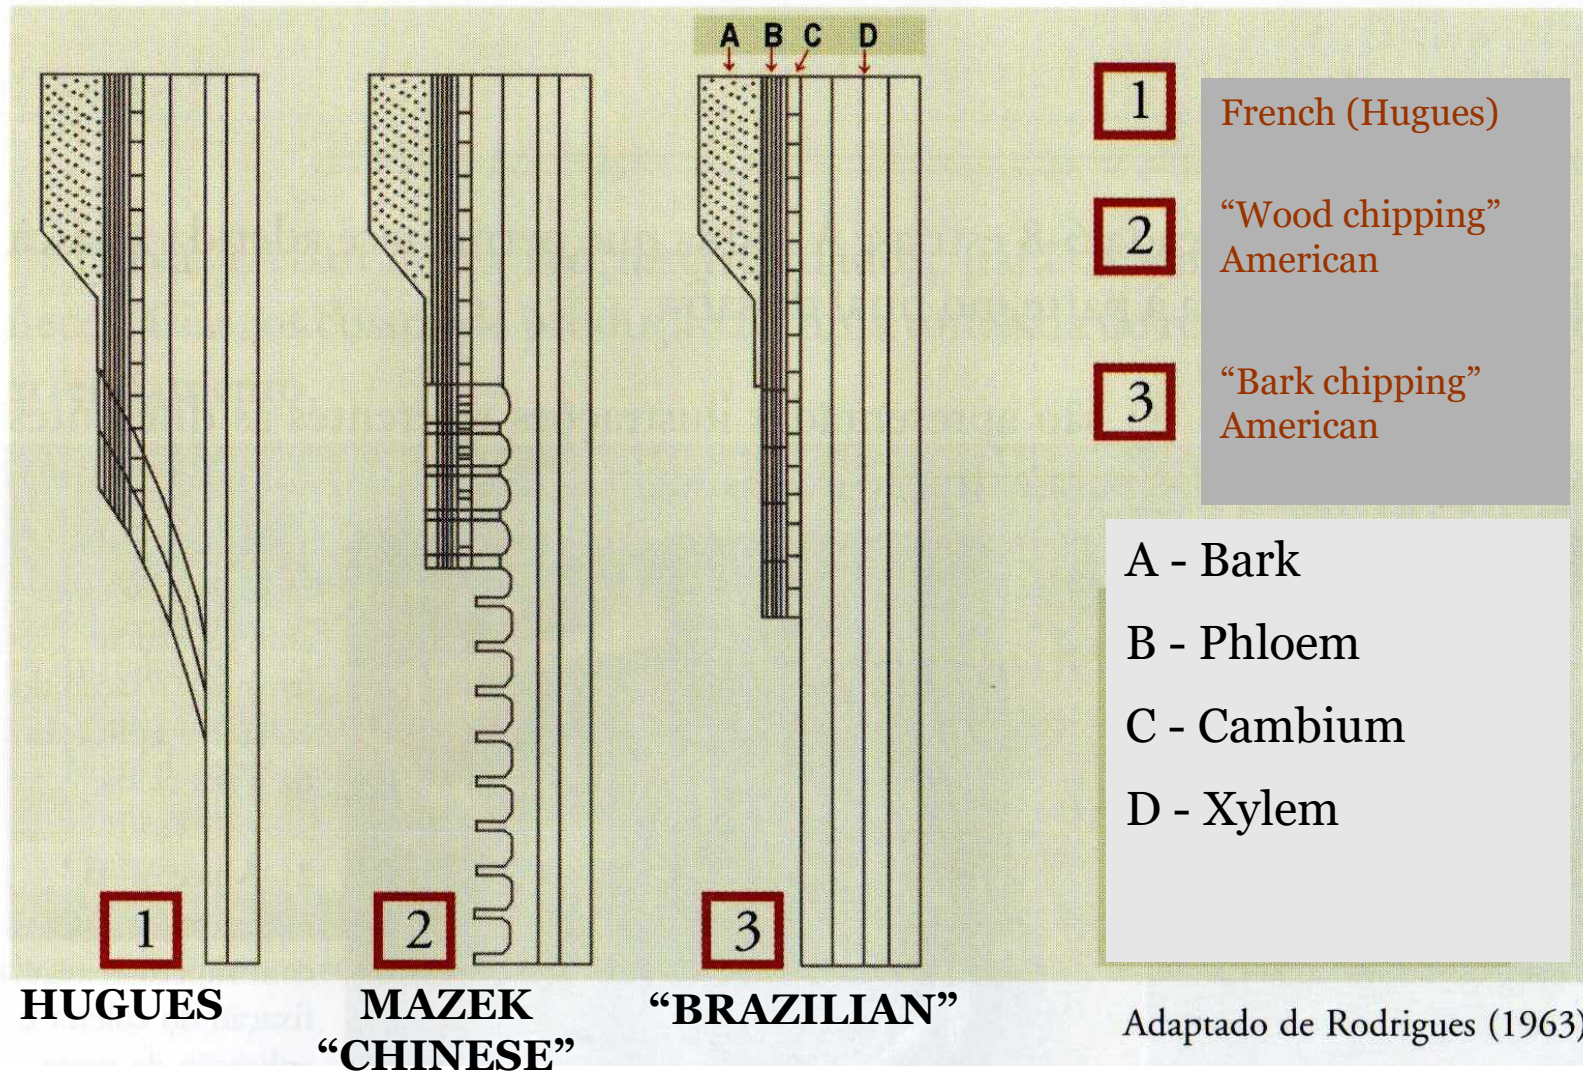 A B C D
1
French (Hugues)
2
“Wood chipping”
American
3
“Bark chipping”
American
A - Bark
B - Phloem
C - Cambium
D - Xylem
1
2
3
HUGUES
MAZEK
“CHINESE”
“BRAZILIAN”
Adaptado de Rodrigues (1963)